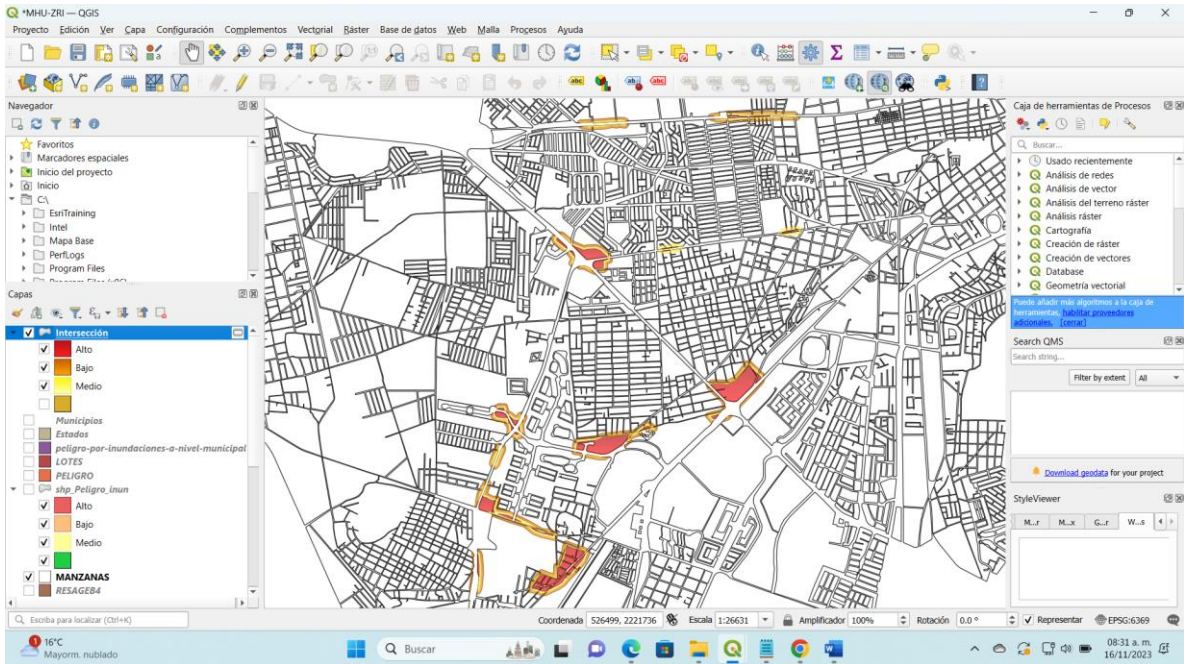 *MHU-ZRI — QGIS
Proyecto Edición Ver Capa Configuración Complementos Vectorial Ráster Base de datos Web Malla Procesos Ayuda
Navegador
Favoritos
Marcadores espaciales
Inicio del proyecto
Inicio
C:\
EsriTraining
Intel
Mapa Base
PerfLogs
Program Files
Capas
Intersección
Alto
Bajo
Medio
Municipios
Estados
peligro-por-inundaciones-a-nivel-municipal
LOTES
PELIGRO
shp_Peligro_inun
Alto
Bajo
Medio
MANZANAS
RESAGEB4
Caja de herramientas de Procesos
Buscar...
Usado recientemente
Análisis de redes
Análisis de vector
Análisis del terreno ráster
Análisis ráster
Cartografía
Creación de ráster
Creación de vectores
Database
Geometría vectorial
Puede añadir más algoritmos a la caja de
herramientas, habilitar proveedores
adicionales. [cerrar]
Search QMS
Search string...
Filter by extent All
Download geodata for your project
StyleViewer
M...r M...x G...r W...s
Escriba para localizar (Ctrl+K)
Coordenada 526499, 2221736 Escala 1:26631 Amplificador 100% Rotación 0.0 ° Representar EPSG:6369
1
16°C
Mayorm. nublado
Buscar
08:31 a. m.
16/11/2023